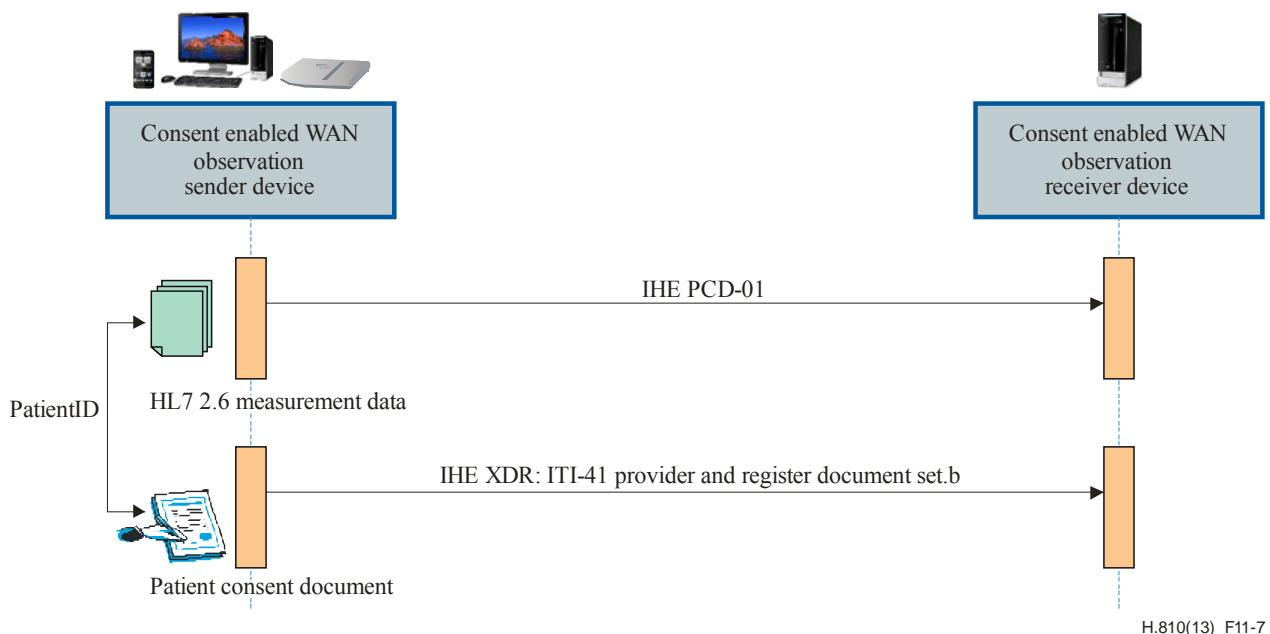 Consent enabled WAN
observation
sender device
Consent enabled WAN
observation
receiver device
IHE PCD-01
PatientID
HL7 2.6 measurement data
IHE XDR: ITI-41 provider and register document set.b
Patient consent document
H.810(13)_F11-7